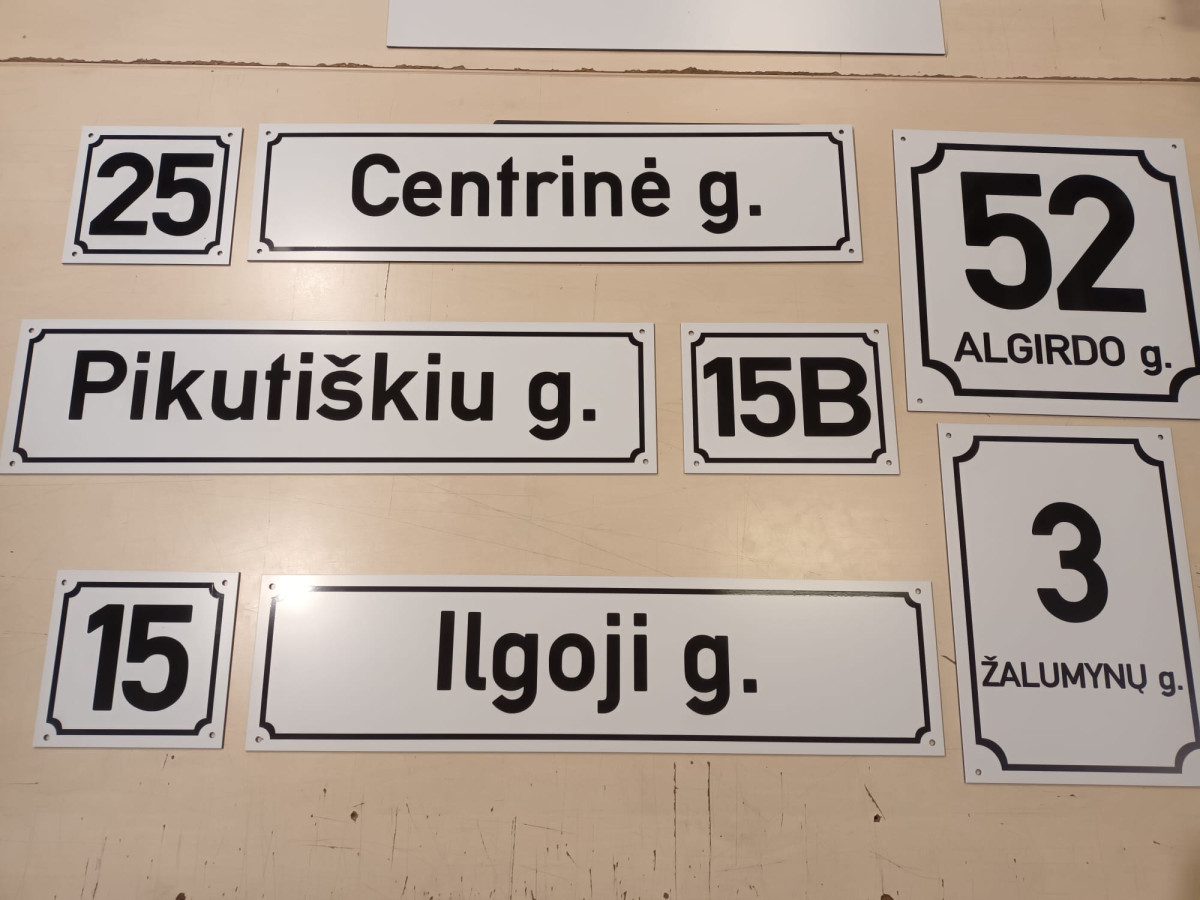 25
Centrinė g.
52
ALGIRDO g.
Pikutiškiu g.
15B
3
ŽALUMYNŲ g.
15
Ilgoji g.